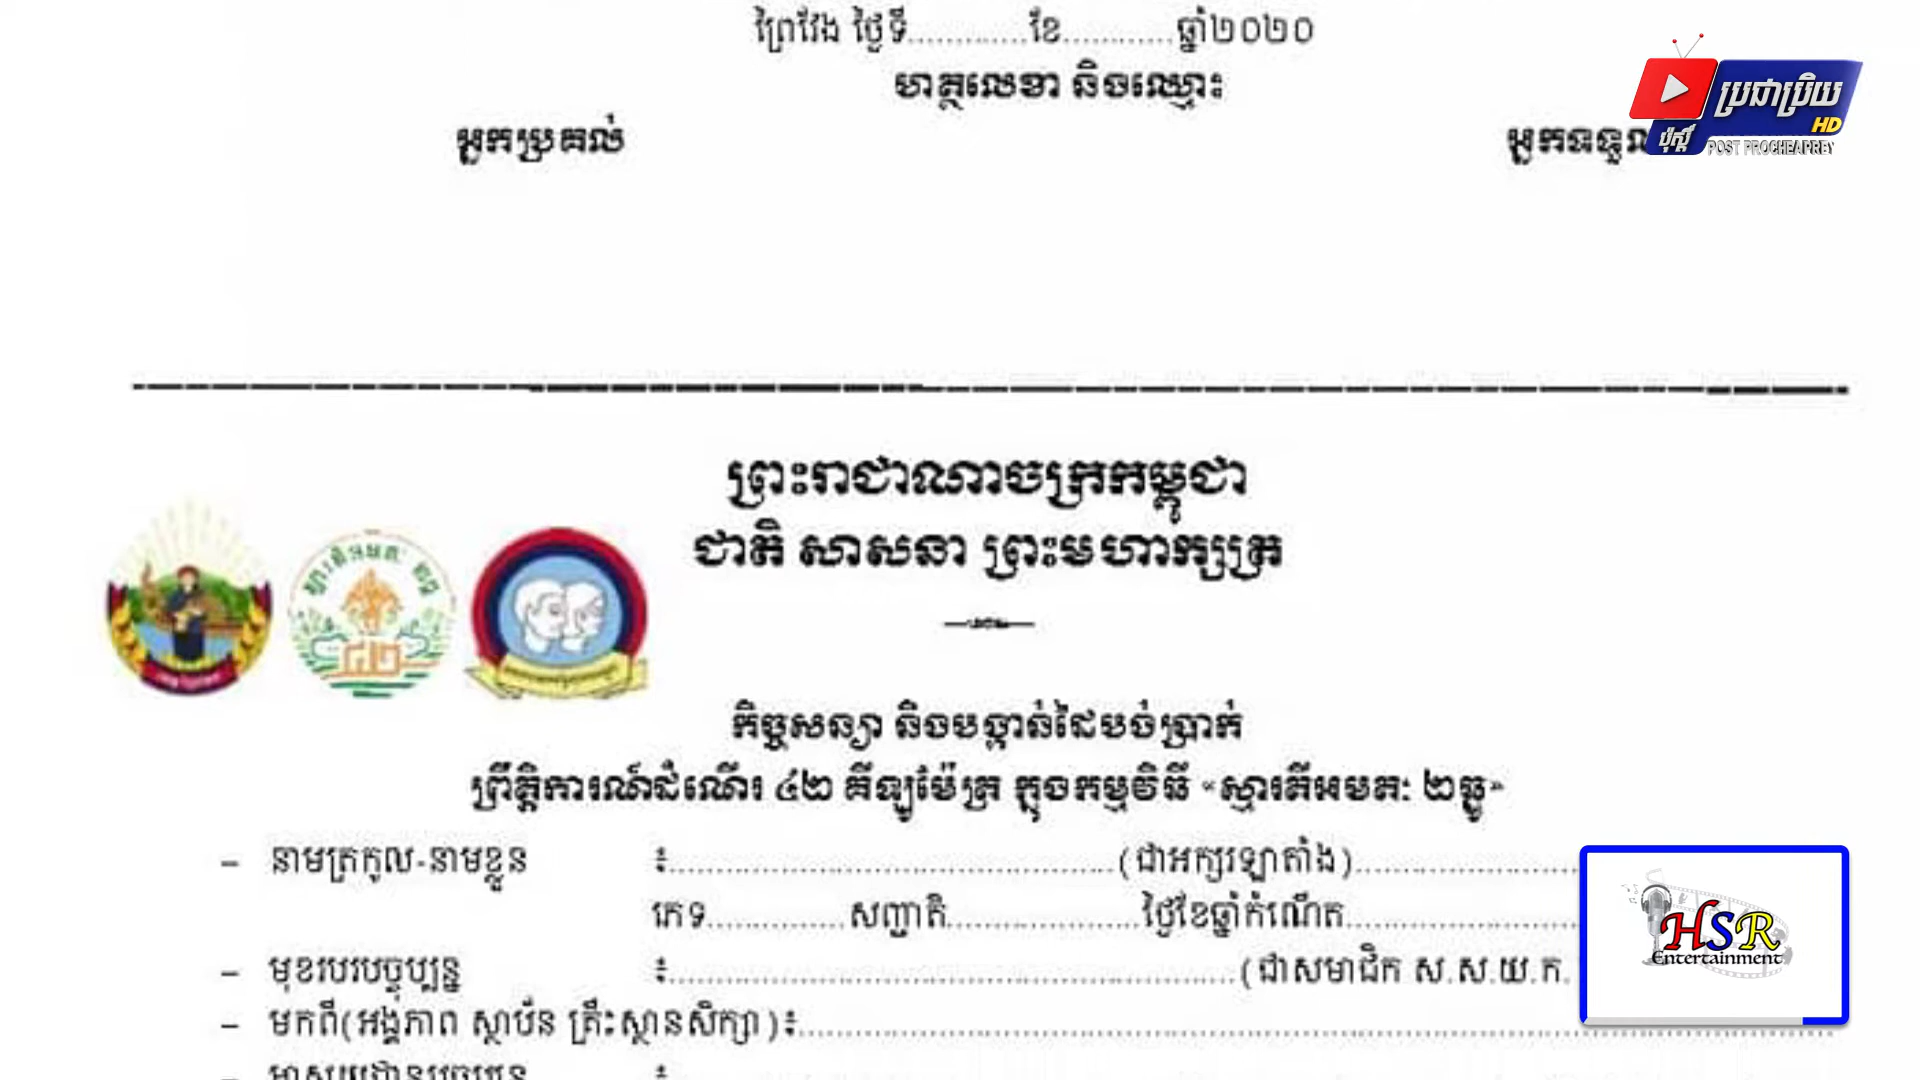 ព្រៃវែង ថ្ងៃទី............ខែ............ឆ្នាំ២០២០
ហត្ថលេខា និងឈ្មោះ
អ្នកប្រគល់
អ្នកទទួល
ប្រជាប្រិយ
HD
ប៉ុស្តិ៍
POST PROCHEAPREY
ព្រះរាជាណាចក្រកម្ពុជា
ជាតិ សាសនា ព្រះមហាក្សត្រ
កិច្ចសន្យា និងបង្កាន់ដៃបង់ប្រាក់
ព្រឹត្តិការណ៍ដំណើរ ៤២ គីឡូម៉ែត្រ ក្នុងកម្មវិធី «ស្មារតីអមតៈ ២ធ្នូ»
– នាមត្រកូល-នាមខ្លួន ៖............................................(ជាអក្សរឡាតាំង)......................
ភេទ..............សញ្ជាតិ....................ថ្ងៃខែឆ្នាំកំណើត........................
– មុខរបរបច្ចុប្បន្ន ៖........................................................(ជាសមាជិក ស.ស.យ.ក.
– មកពី(អង្គភាព ស្ថាប័ន គ្រឹះស្ថានសិក្សា)៖........................................................................................................
HSR
Entertainment